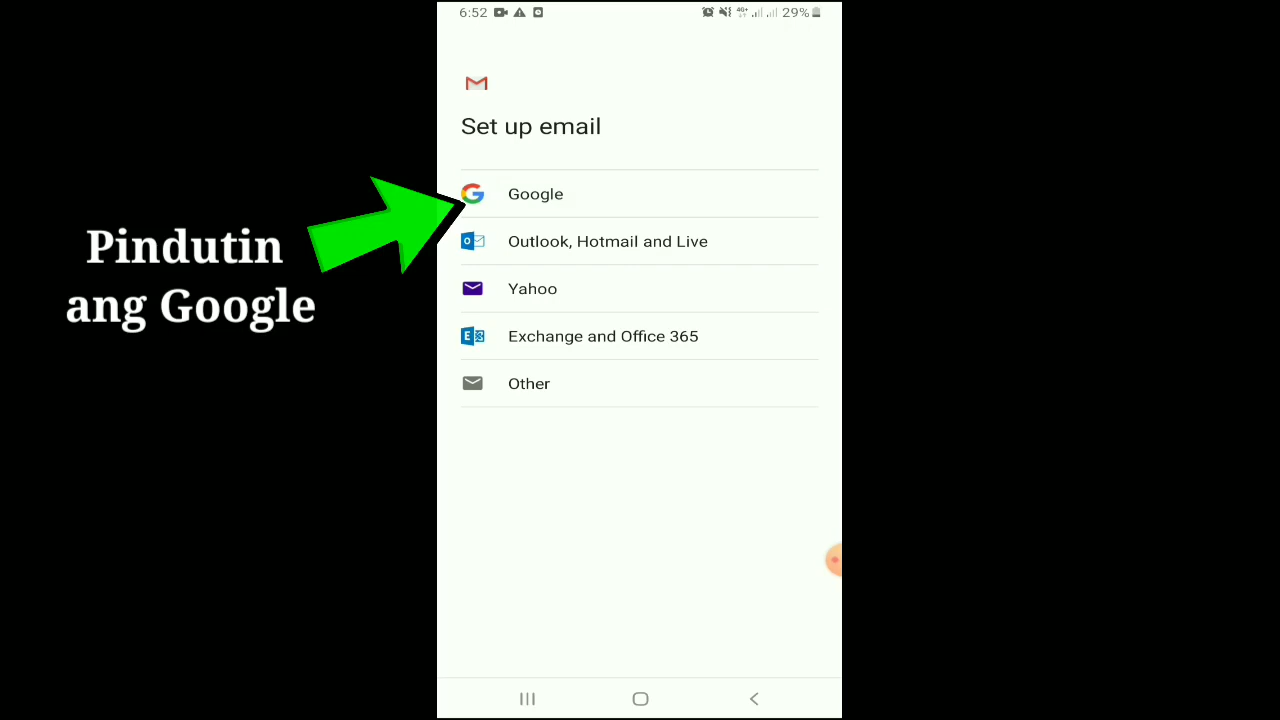 6:52
4G+
29%
Set up email
Google
Outlook, Hotmail and Live
Yahoo
Exchange and Office 365
Other
Pindutin
ang Google